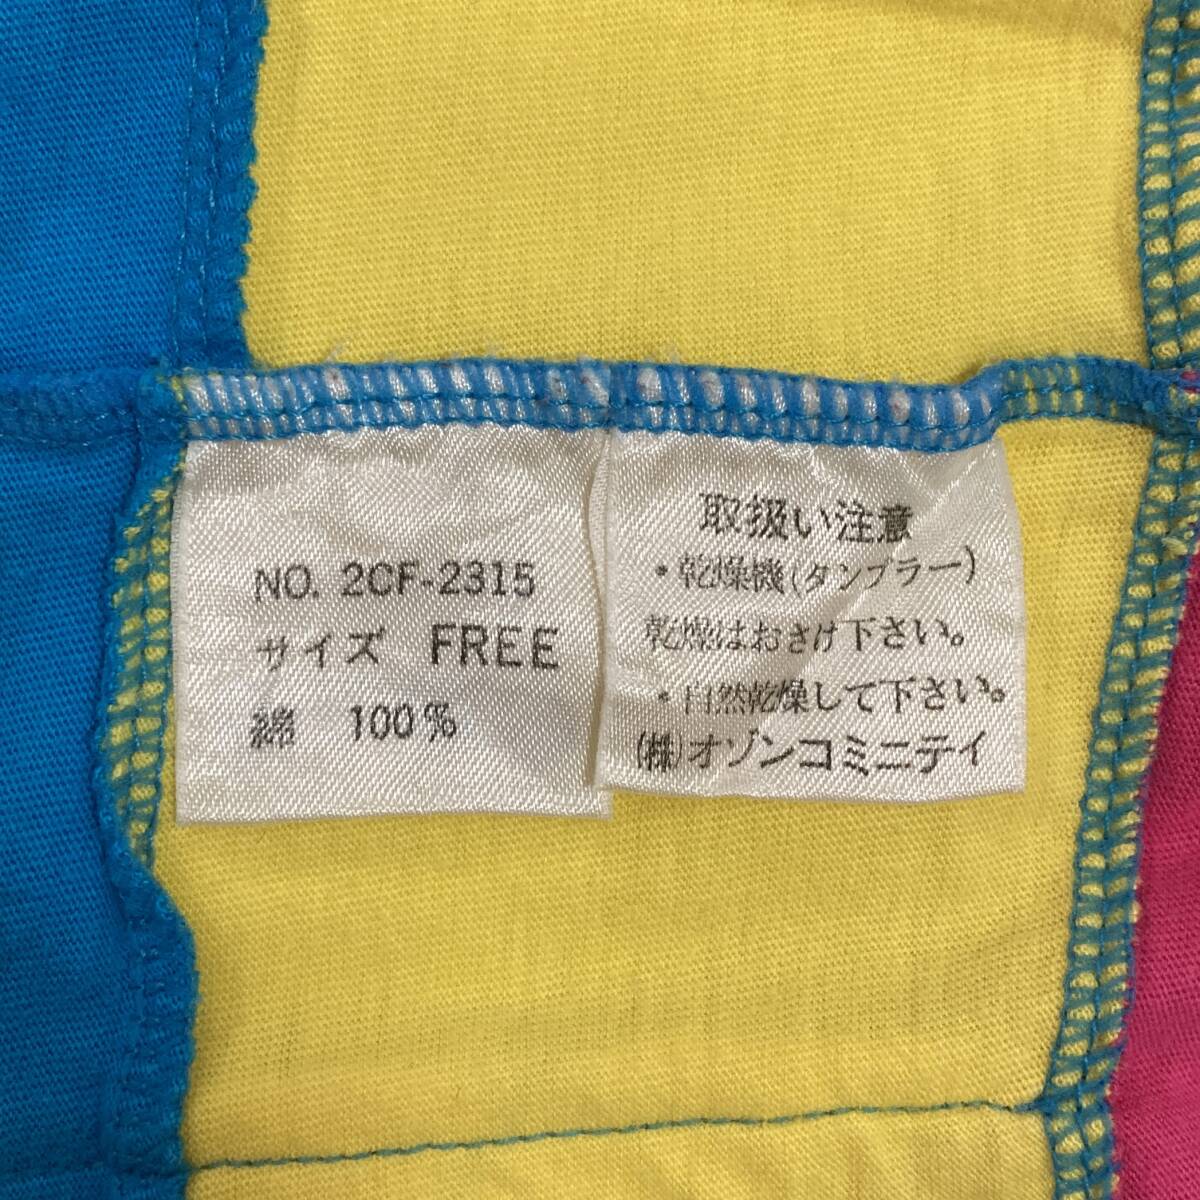 NO. 2CF-2315
サイズ FREE
綿 100%
取扱い注意
・乾燥機(タンブラー)
乾燥はおさけ下さい。
・自然乾燥して下さい。
(株)オゾンコミニテイ